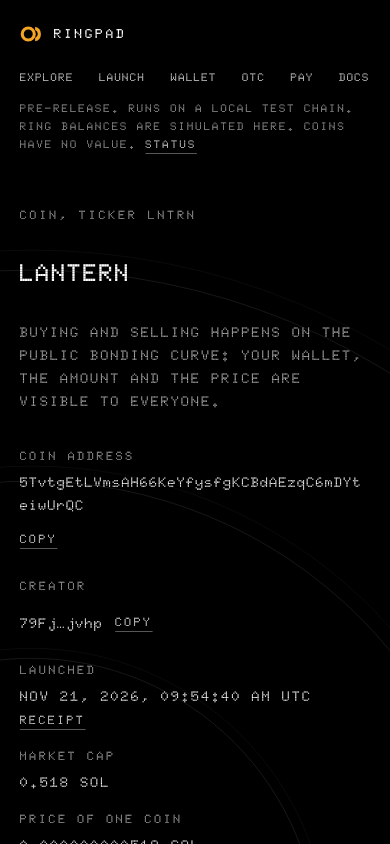 RINGPAD
EXPLORE LAUNCH WALLET OTC PAY DOCS
PRE-RELEASE. RUNS ON A LOCAL TEST CHAIN.
RING BALANCES ARE SIMULATED HERE. COINS
HAVE NO VALUE. STATUS
COIN, TICKER LNTRN
LANTERN
BUYING AND SELLING HAPPENS ON THE
PUBLIC BONDING CURVE: YOUR WALLET,
THE AMOUNT AND THE PRICE ARE
VISIBLE TO EVERYONE.
COIN ADDRESS
5TvtgEtLVmsAH66KeYfysfgKCBdAEzqC6mDYt
eiwUrQC
COPY
CREATOR
79Fj…jvhp COPY
LAUNCHED
NOV 21, 2026, 09:54:40 AM UTC
RECEIPT
MARKET CAP
0.518 SOL
PRICE OF ONE COIN